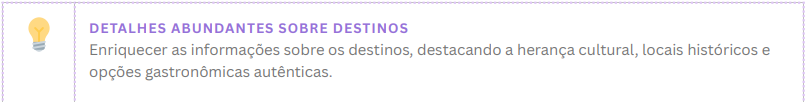 DETALHES ABUNDANTES SOBRE DESTINOS
Enriquecer as informações sobre os destinos, destacando a herança cultural, locais históricos e
opções gastronômicas autênticas.